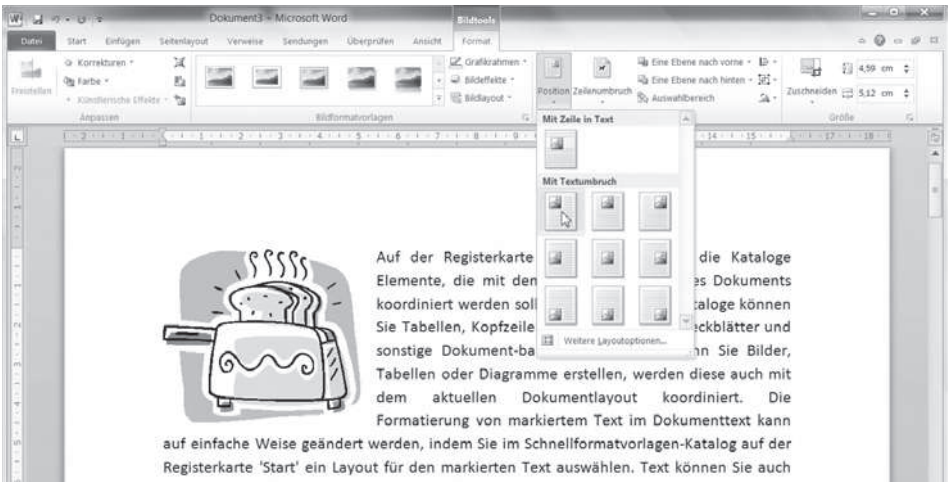 Dokument3 - Microsoft Word
Bildtools
Datei Start Einfügen Seitenlayout Verweise Sendungen Überprüfen Ansicht Format
Freistellen
Korrekturen
Farbe
Künstlerische Effekte
Anpassen
Bildformatvorlagen
Grafikrahmen
Bildeffekte
Bildlayout
Position
Zeilenumbruch
Eine Ebene nach vorne
Eine Ebene nach hinten
Auswahlbereich
Zuschneiden
4,59 cm
5,12 cm
Größe
Mit Zeile in Text
Mit Textumbruch
Weitere Layoutoptionen...
Auf der Registerkarte die Kataloge
Elemente, die mit dem es Dokuments
koordiniert werden soll taloge können
Sie Tabellen, Kopfzeile eckblätter und
sonstige Dokument-ba nn Sie Bilder,
Tabellen oder Diagramme erstellen, werden diese auch mit
dem aktuellen Dokumentlayout koordiniert. Die
Formatierung von markiertem Text im Dokumenttext kann
auf einfache Weise geändert werden, indem Sie im Schnellformatvorlagen-Katalog auf der
Registerkarte 'Start' ein Layout für den markierten Text auswählen. Text können Sie auch